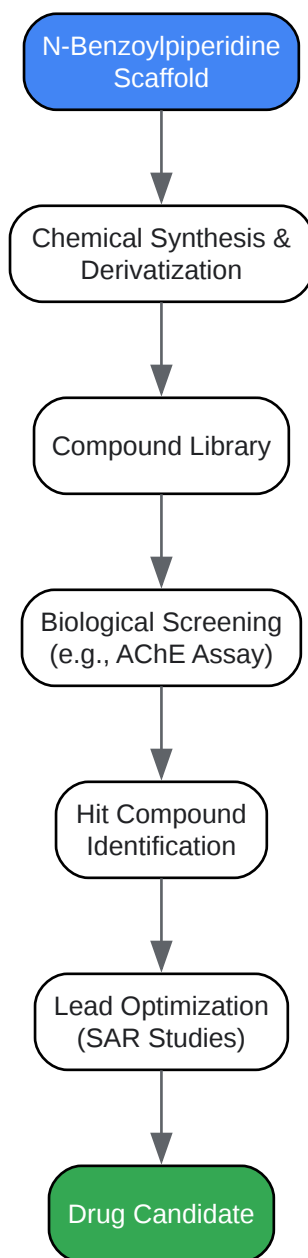 N-Benzoylpiperidine
Scaffold
Chemical Synthesis &
Derivatization
Compound Library
Biological Screening
(e.g., AChE Assay)
Hit Compound
Identification
Lead Optimization
(SAR Studies)
Drug Candidate